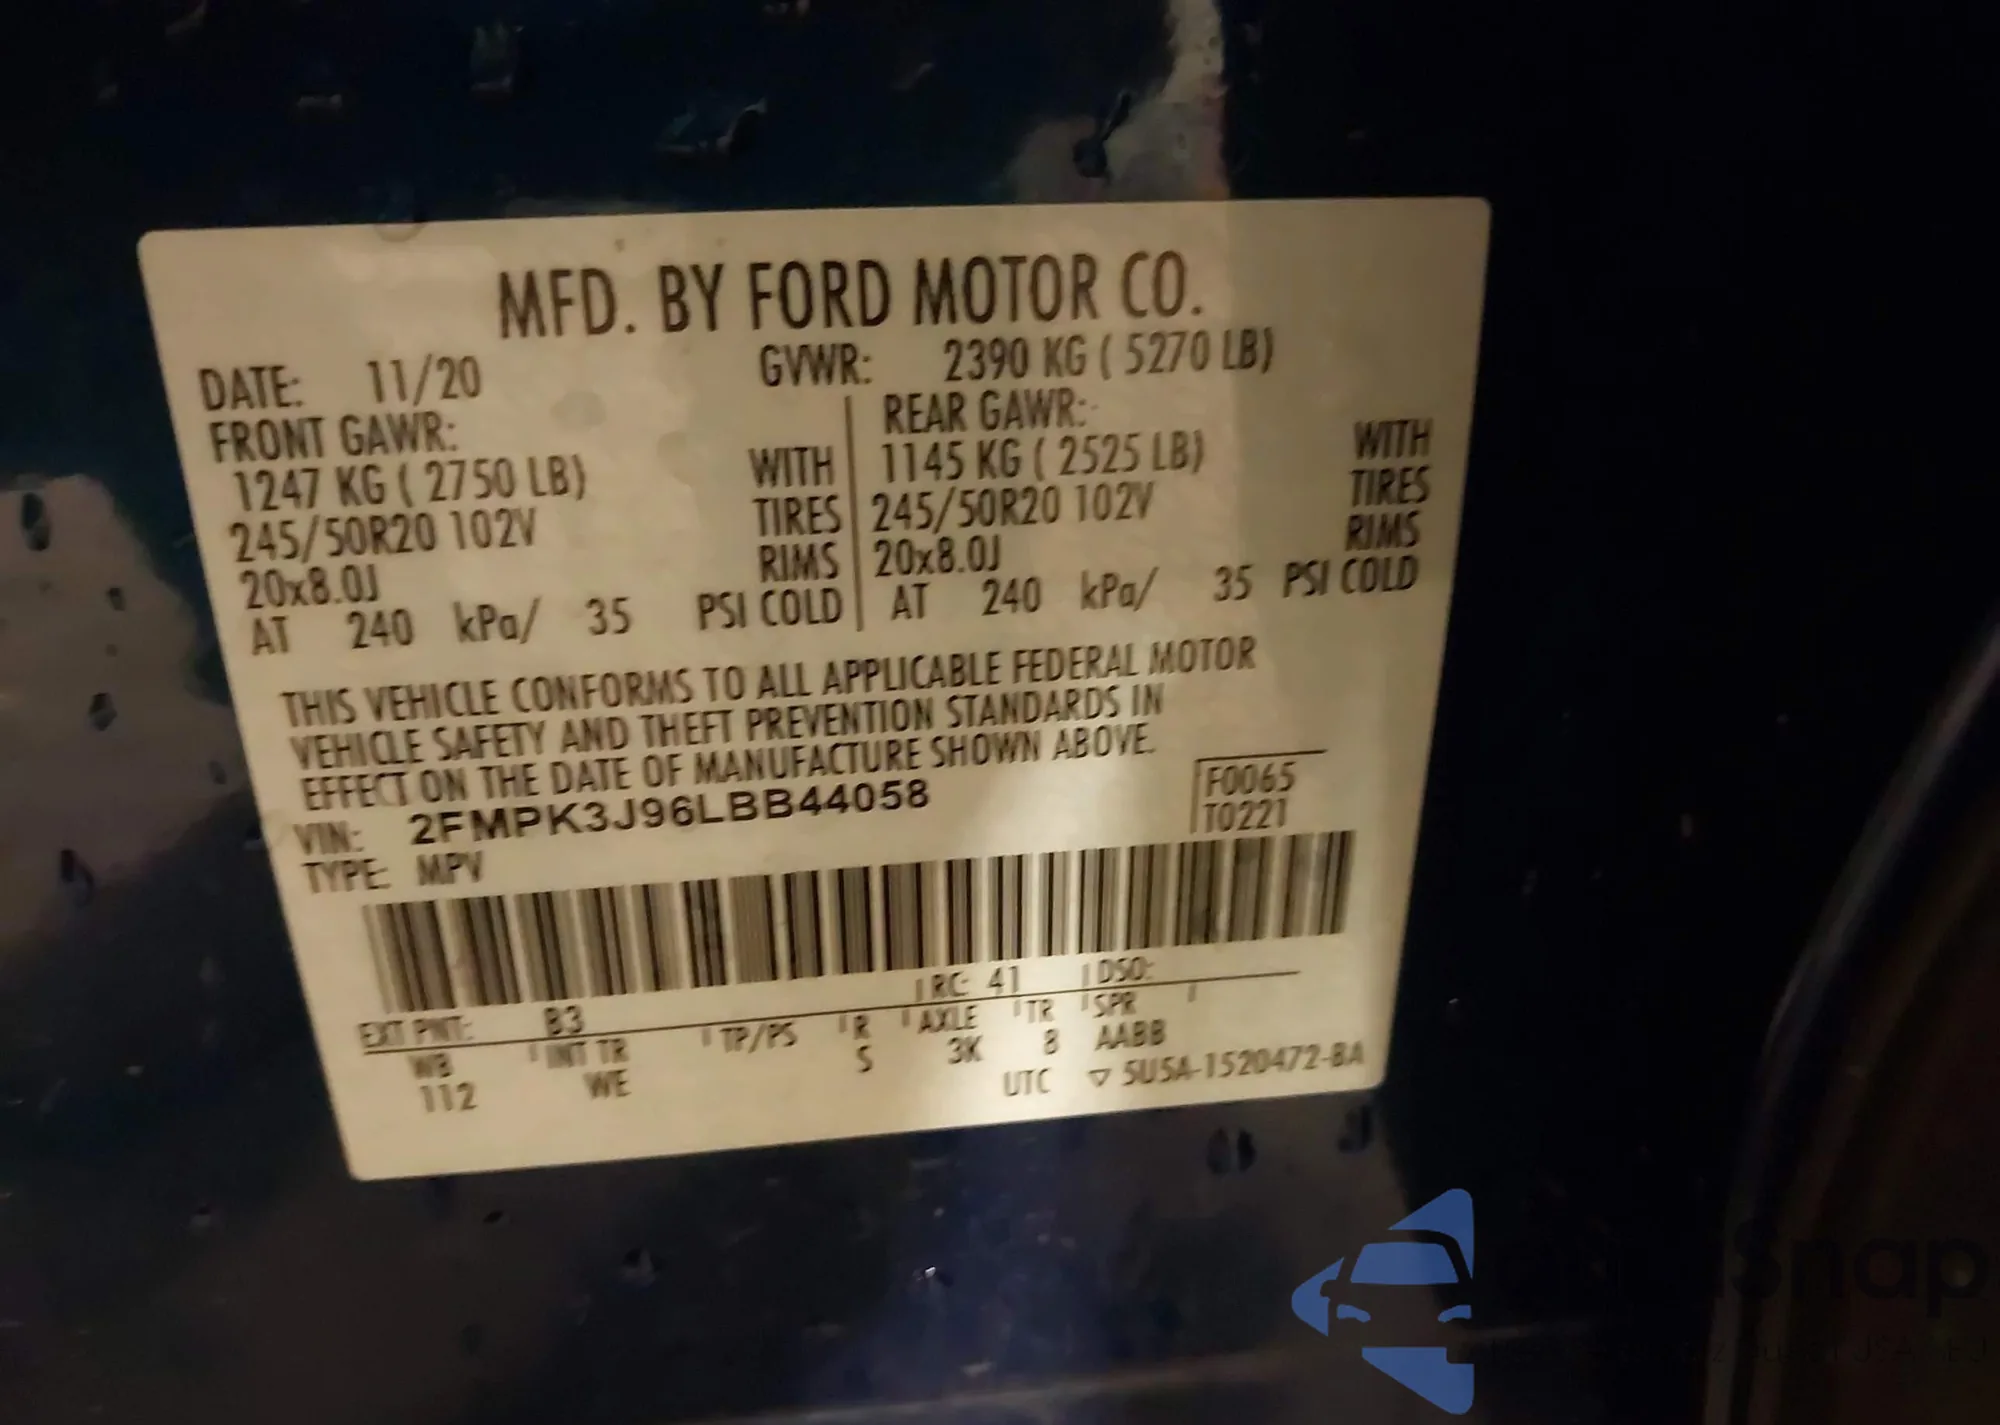 MFD. BY FORD MOTOR CO.
DATE: 11/20 GVWR: 2390 KG ( 5270 LB)
FRONT GAWR: REAR GAWR:
1247 KG ( 2750 LB) WITH 1145 KG ( 2525 LB) WITH
245/50R20 102V TIRES 245/50R20 102V TIRES
20x8.0J RIMS 20x8.0J RIMS
AT 240 kPa/ 35 PSI COLD AT 240 kPa/ 35 PSI COLD
THIS VEHICLE CONFORMS TO ALL APPLICABLE FEDERAL MOTOR
VEHICLE SAFETY AND THEFT PREVENTION STANDARDS IN
EFFECT ON THE DATE OF MANUFACTURE SHOWN ABOVE.
VIN: 2FMPK3J96LBB44058 F0065
TYPE: MPV T0221
EXT PNT: B3 RC: 41 DSO:
WB INT TR TP/PS R AXLE TR SPR
112 WE S 3K 8 AABB
UTC ▽ 5U5A-1520472-BA